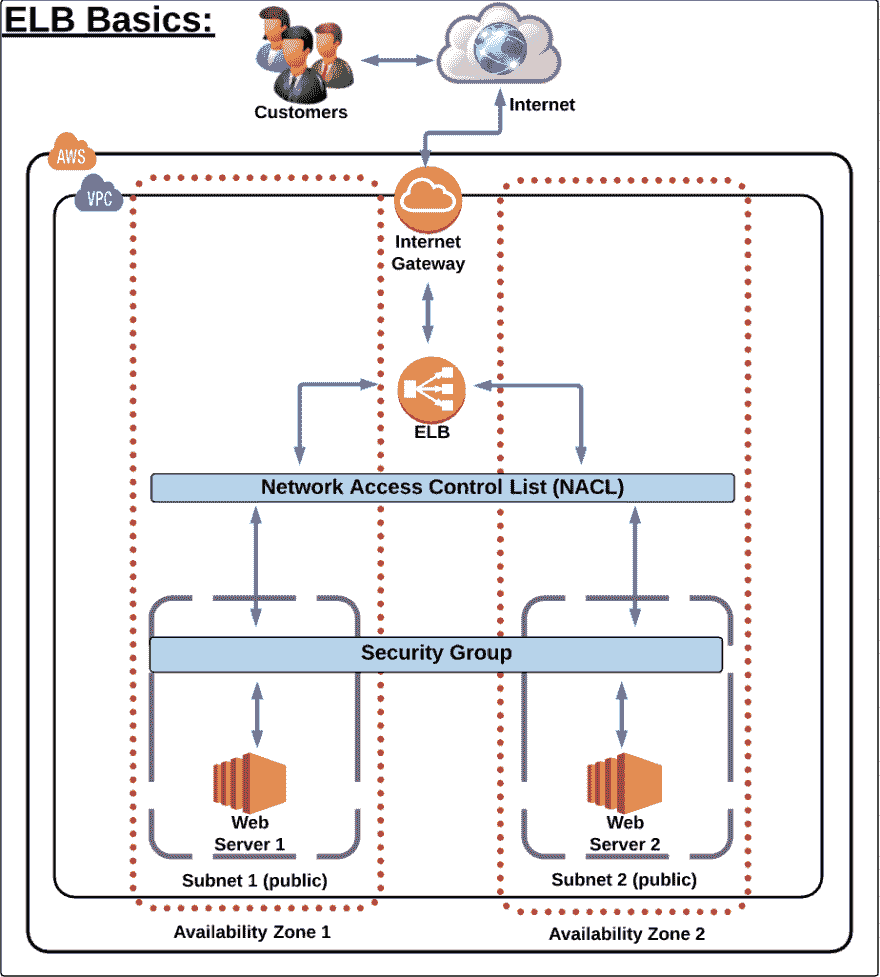 ELB Basics:
Customers
Internet
AWS
VPC
Internet
Gateway
ELB
Network Access Control List (NACL)
Security Group
Web
Server 1
Web
Server 2
Subnet 1 (public)
Subnet 2 (public)
Availability Zone 1
Availability Zone 2